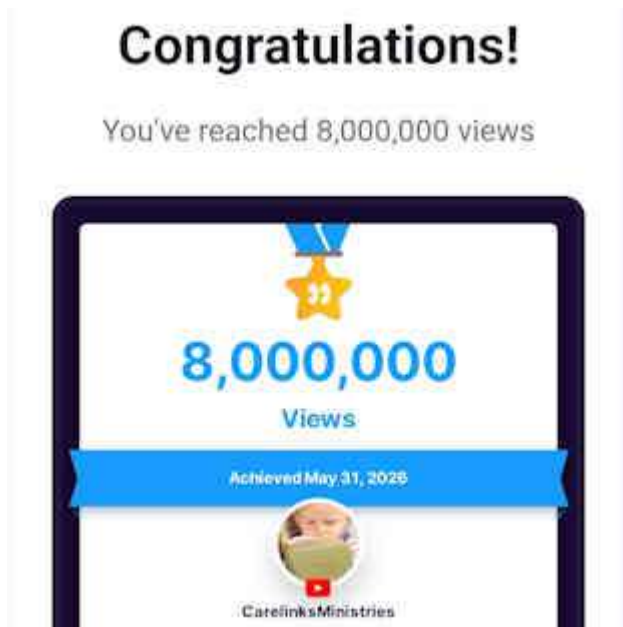 Congratulations!
You've reached 8,000,000 views
8,000,000
Views
Achieved May 31, 2026
CarelinksMinistries